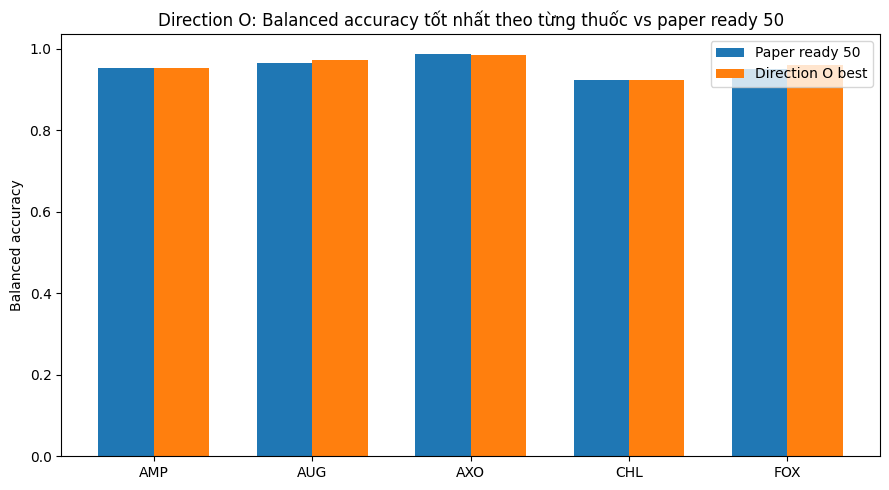 Direction O: Balanced accuracy tốt nhất theo từng thuốc vs paper ready 50
Paper ready 50
Direction O best
Balanced accuracy
1.0
0.8
0.6
0.4
0.2
0.0
AMP AUG AXO CHL FOX